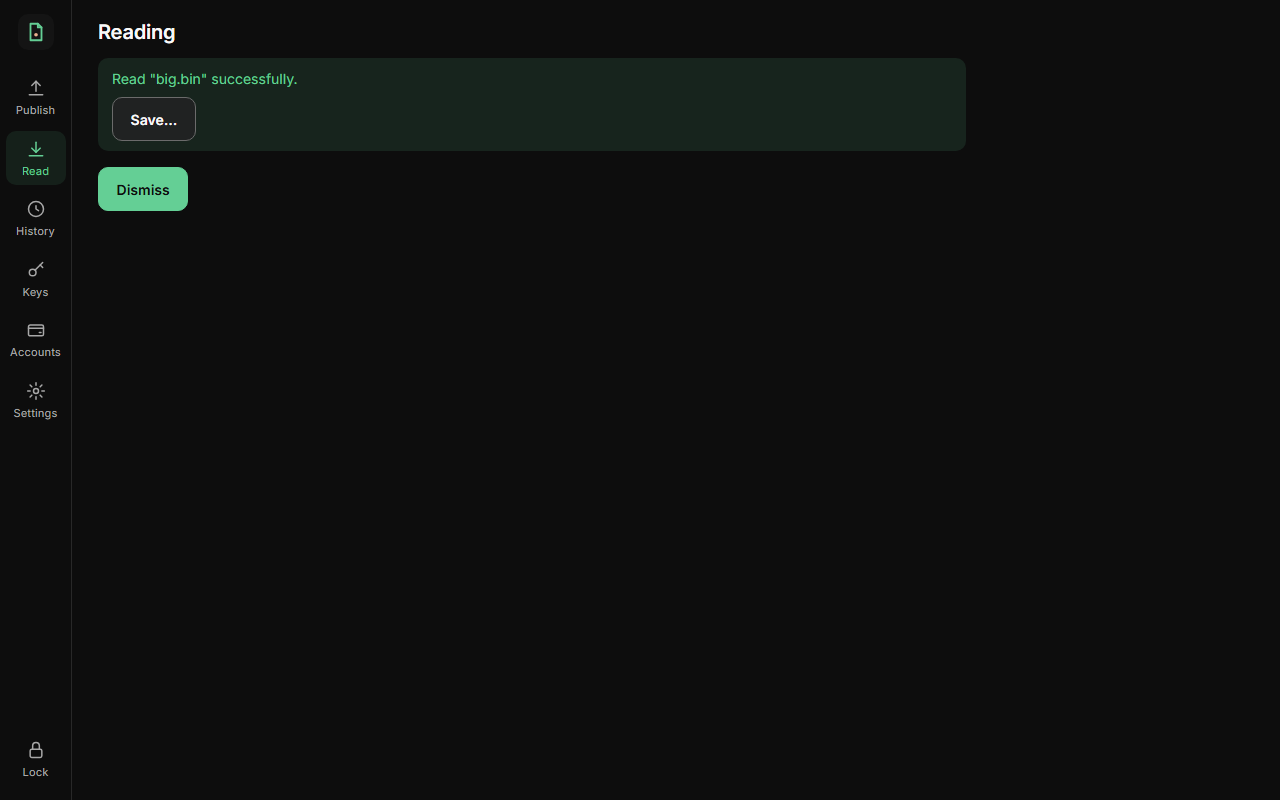 Reading
Read "big.bin" successfully.
Save...
Dismiss
Publish
Read
History
Keys
Accounts
Settings
Lock